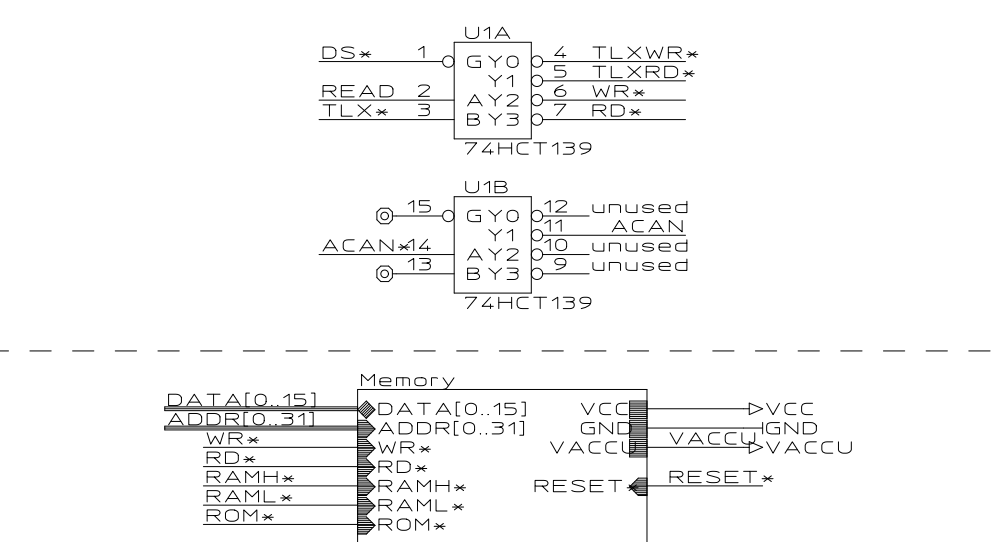 U1A
DS* 1 G Y0 4 TLXWR*
Y1 5 TLXRD*
READ 2 A Y2 6 WR*
TLX* 3 B Y3 7 RD*
74HCT139
U1B
15 G Y0 12 unused
Y1 11 ACAN
ACAN* 14 A Y2 10 unused
13 B Y3 9 unused
74HCT139
Memory
DATA[0..15] DATA[0..15] VCC VCC
ADDR[0..31] ADDR[0..31] GND GND
WR* WR* VACCU VACCU VACCU
RD* RD*
RAMH* RAMH* RESET* RESET*
RAML* RAML*
ROM* ROM*